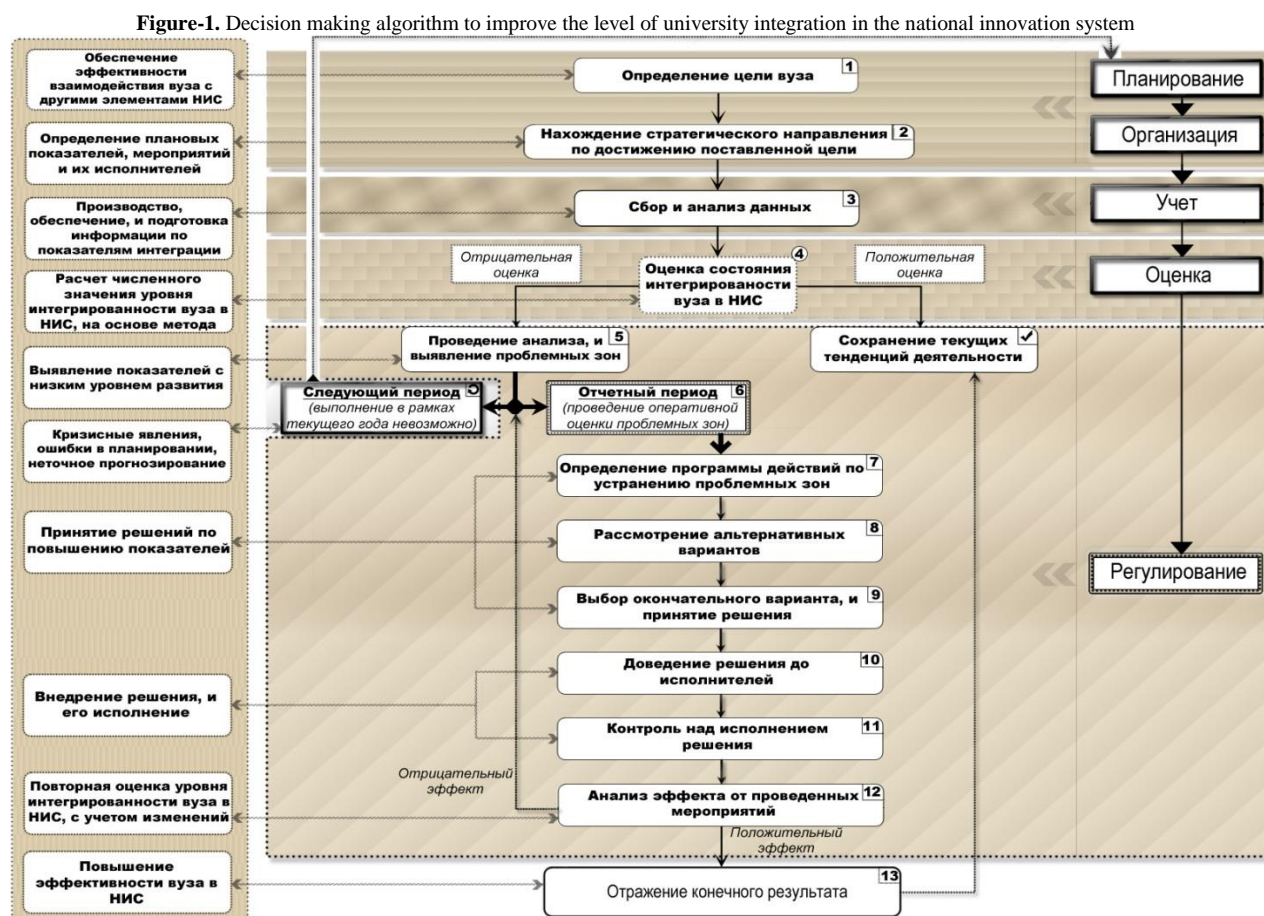 Figure-1. Decision making algorithm to improve the level of university integration in the national innovation system
Обеспечение
эффективности
взаимодействия вуза с
другими элементами НИС
Определение плановых
показателей, мероприятий
и их исполнителей
Производство,
обеспечение, и подготовка
информации по
показателям интеграции
Расчет численного
значения уровня
интегрированности вуза в
НИС, на основе метода
Выявление показателей с
низким уровнем развития
Кризисные явления,
ошибки в планировании,
неточное прогнозирование
Принятие решений по
повышению показателей
Внедрение решения, и
его исполнение
Повторная оценка уровня
интегрированности вуза в
НИС, с учетом изменений
Повышение
эффективности вуза в
НИС
Определение цели вуза 1
Нахождение стратегического направления 2
по достижению поставленной цели
Сбор и анализ данных 3
Отрицательная
оценка
Оценка состояния 4
интегрированости
вуза в НИС
Положительная
оценка
Проведение анализа, и 5
выявление проблемных зон
Сохранение текущих
тенденций деятельности
Следующий период
(выполнение в рамках
текущего года невозможно)
Отчетный период 6
(проведение оперативной
оценки проблемных зон)
Определение программы действий по 7
устранению проблемных зон
Рассмотрение альтернативных 8
вариантов
Выбор окончательного варианта, и 9
принятие решения
Доведение решения до 10
исполнителей
Контроль над исполнением 11
решения
Отрицательный
эффект
Анализ эффекта от проведенных 12
мероприятий
Положительный
эффект
Отражение конечного результата 13
Планирование
Организация
Учет
Оценка
Регулирование